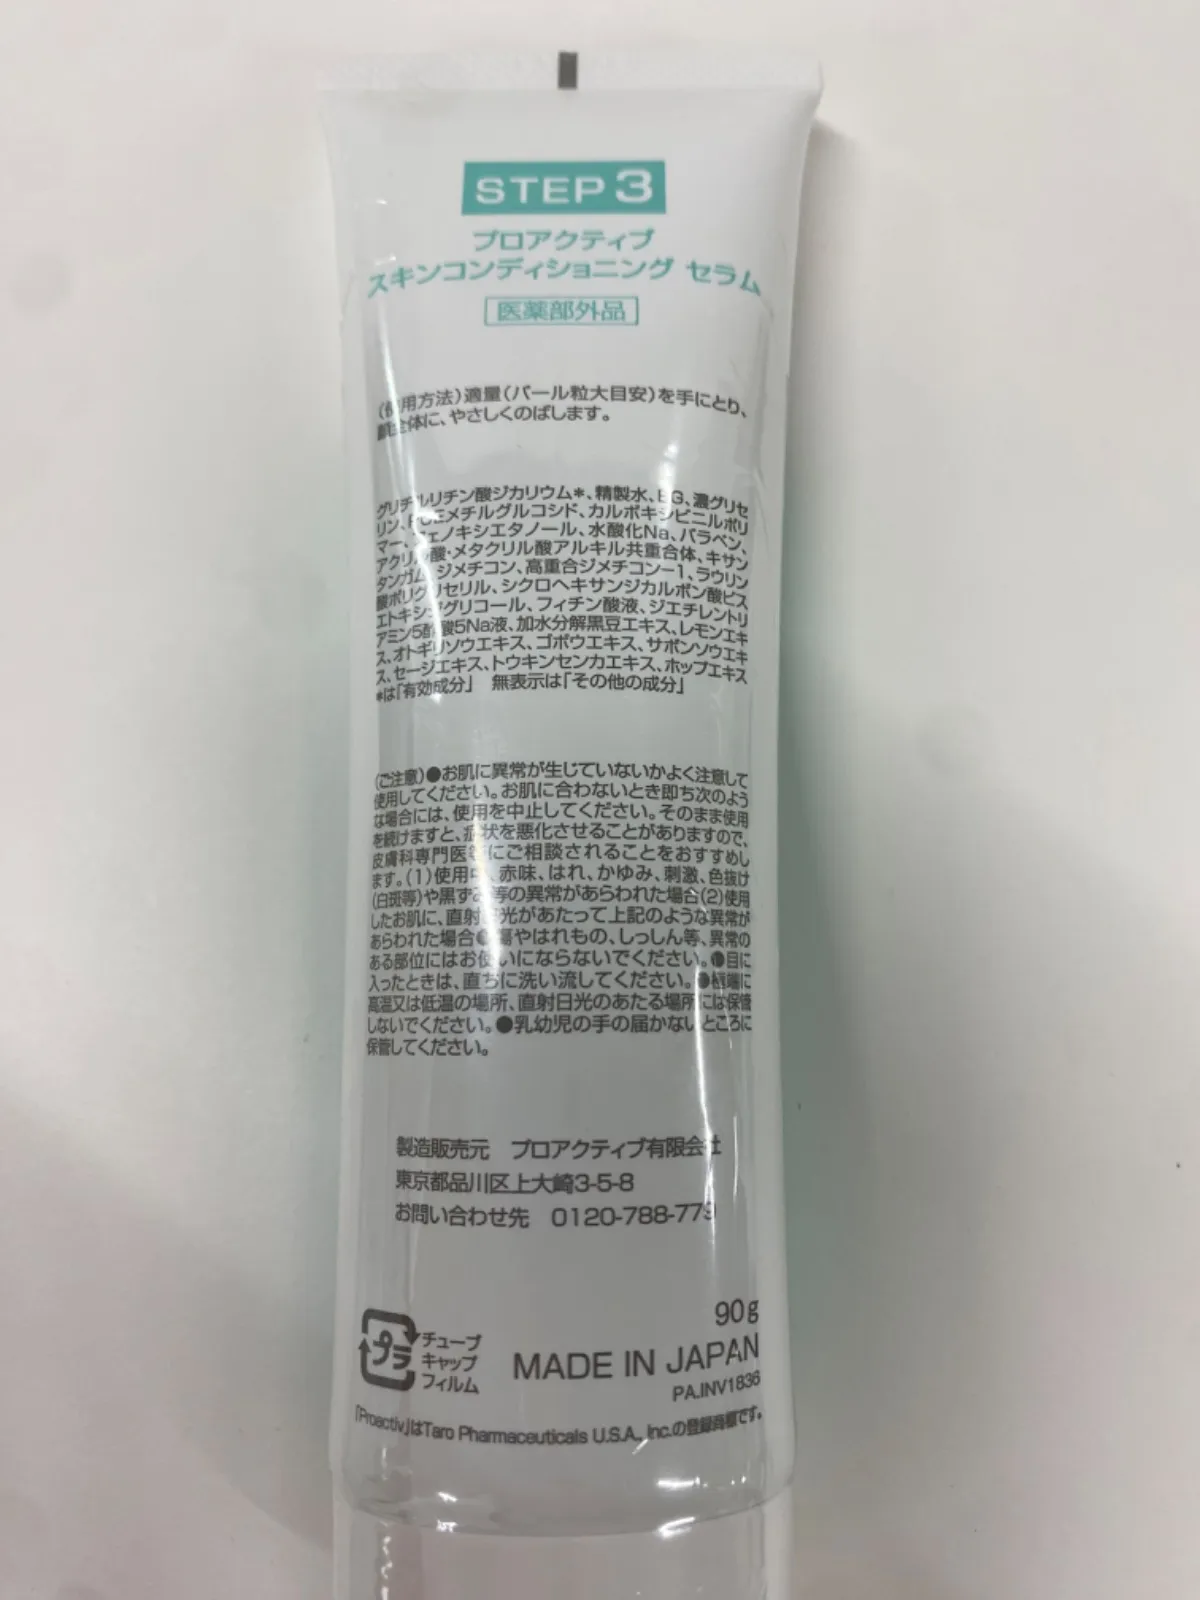 STEP 3
プロアクティブ
スキンコンディショニング セラム
医薬部外品
(使用方法)適量(パール粒大目安)を手にとり、
顔全体に、やさしくのばします。
グリチルリチン酸ジカリウム*、精製水、BG、濃グリセ
リン、POEメチルグルコシド、カルボキシビニルポリ
マー、フェノキシエタノール、水酸化Na、パラベン、
アクリル酸・メタクリル酸アルキル共重合体、キサン
タンガム、ジメチコン、高重合ジメチコン-1、ラウリン
酸ポリグリセリル、シクロヘキサンジカルボン酸ビス
エトキシジグリコール、フィチン酸液、ジエチレントリ
アミン5酢酸5Na液、加水分解黒豆エキス、レモンエキ
ス、オトギリソウエキス、ゴボウエキス、サボンソウエキ
ス、セージエキス、トウキンセンカエキス、ホップエキス
*は「有効成分」 無表示は「その他の成分」
(ご注意)●お肌に異常が生じていないかよく注意して
使用してください。お肌に合わないとき即ち次のよう
な場合には、使用を中止してください。そのまま使用
を続けますと、症状を悪化させることがありますので、
皮膚科専門医等にご相談されることをおすすめし
ます。(1)使用中、赤味、はれ、かゆみ、刺激、色抜け
(白斑等)や黒ずみ等の異常があらわれた場合(2)使用
したお肌に、直射日光があたって上記のような異常が
あらわれた場合●傷やはれもの、しっしん等、異常の
ある部位にはお使いにならないでください。●目に
入ったときは、直ちに洗い流してください。●極端に
高温又は低温の場所、直射日光のあたる場所には保管
しないでください。●乳幼児の手の届かないところに
保管してください。
製造販売元 プロアクティブ有限会社
東京都品川区上大崎3-5-8
お問い合わせ先 0120-788-779
90g
プラ
チューブ
キャップ
フィルム
MADE IN JAPAN
PA.INV1836
「Proactiv」はTaro Pharmaceuticals U.S.A., Inc.の登録商標です。